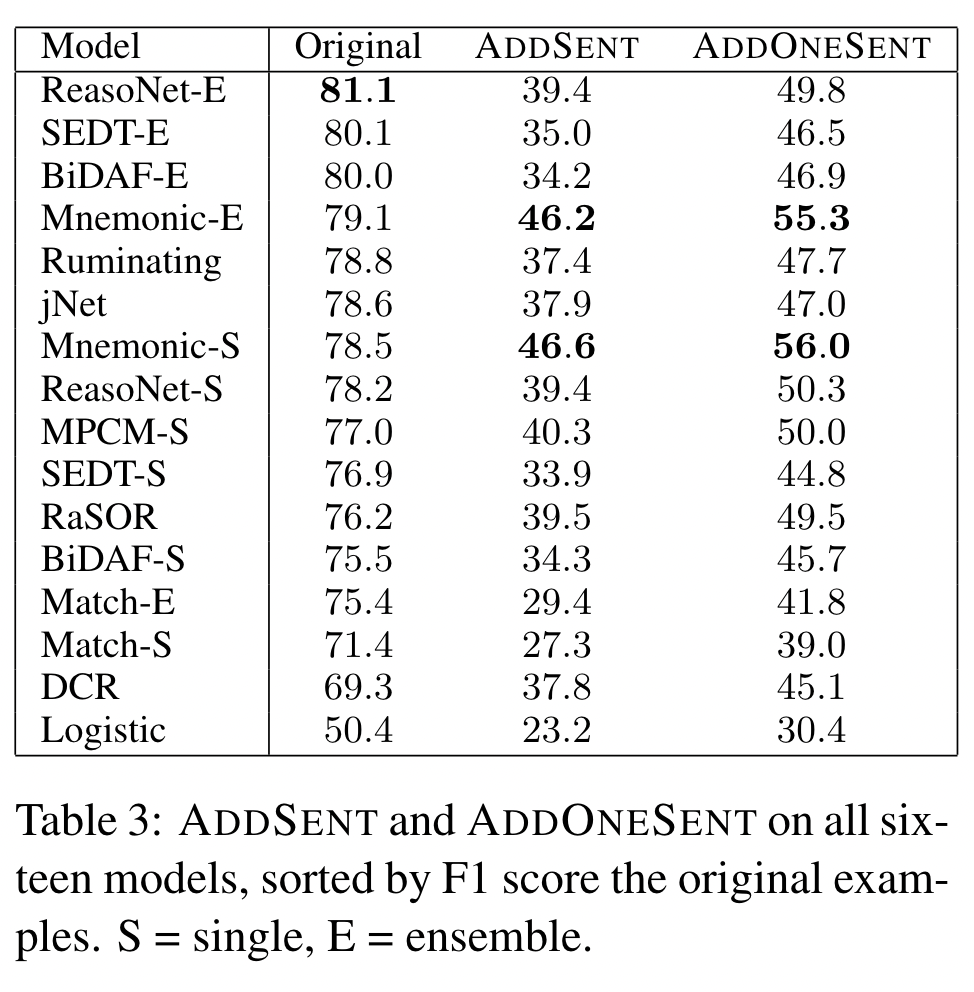 Model Original ADDSENT ADDONESENT
ReasoNet-E 81.1 39.4 49.8
SEDT-E 80.1 35.0 46.5
BiDAF-E 80.0 34.2 46.9
Mnemonic-E 79.1 46.2 55.3
Ruminating 78.8 37.4 47.7
jNet 78.6 37.9 47.0
Mnemonic-S 78.5 46.6 56.0
ReasoNet-S 78.2 39.4 50.3
MPCM-S 77.0 40.3 50.0
SEDT-S 76.9 33.9 44.8
RaSOR 76.2 39.5 49.5
BiDAF-S 75.5 34.3 45.7
Match-E 75.4 29.4 41.8
Match-S 71.4 27.3 39.0
DCR 69.3 37.8 45.1
Logistic 50.4 23.2 30.4
Table 3: ADDSENT and ADDONESENT on all six-
teen models, sorted by F1 score the original exam-
ples. S = single, E = ensemble.